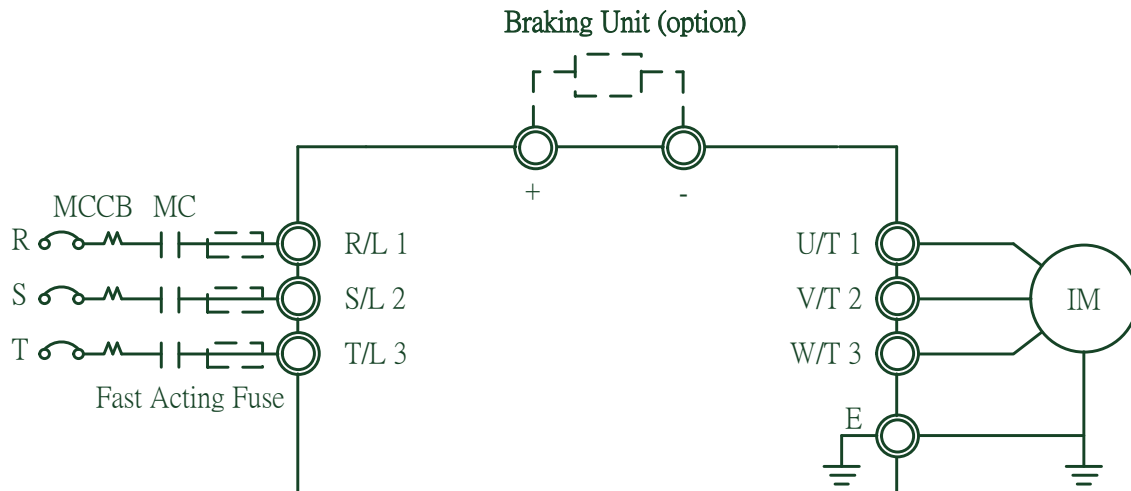 Braking Unit (option)
+
-
MCCB MC
R
R/L 1
U/T 1
S
S/L 2
V/T 2
IM
T
T/L 3
W/T 3
Fast Acting Fuse
E